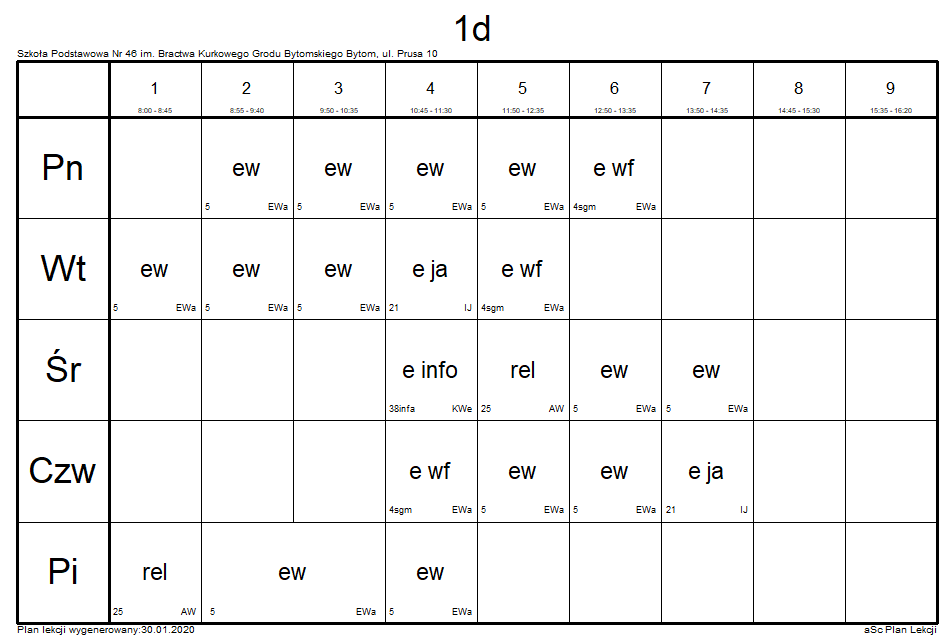 1d
Szkoła Podstawowa Nr 46 im. Bractwa Kurkowego Grodu Bytomskiego Bytom, ul. Prusa 10
1 2 3 4 5 6 7 8 9
8:00 - 8:45 8:55 - 9:40 9:50 - 10:35 10:45 - 11:30 11:50 - 12:35 12:50 - 13:35 13:50 - 14:35 14:45 - 15:30 15:35 - 16:20
Pn ew ew ew ew e wf
5 EWa 5 EWa 5 EWa 5 EWa 4sgm EWa
Wt ew ew ew e ja e wf
5 EWa 5 EWa 5 EWa 21 IJ 4sgm EWa
Śr e info rel ew ew
38infa KWe 25 AW 5 EWa 5 EWa
Czw e wf ew ew e ja
4sgm EWa 5 EWa 5 EWa 21 IJ
Pi rel ew ew
25 AW 5 EWa 5 EWa
Plan lekcji wygenerowany:30.01.2020 aSc Plan Lekcji